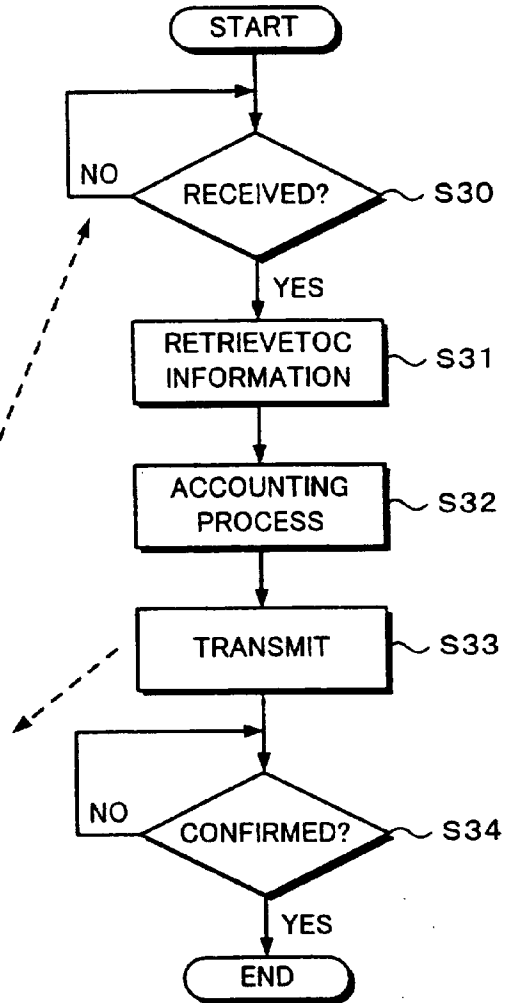 START
NO
RECEIVED?
S30
YES
RETRIEVETOC
INFORMATION
S31
ACCOUNTING
PROCESS
S32
TRANSMIT
S33
NO
CONFIRMED?
S34
YES
END